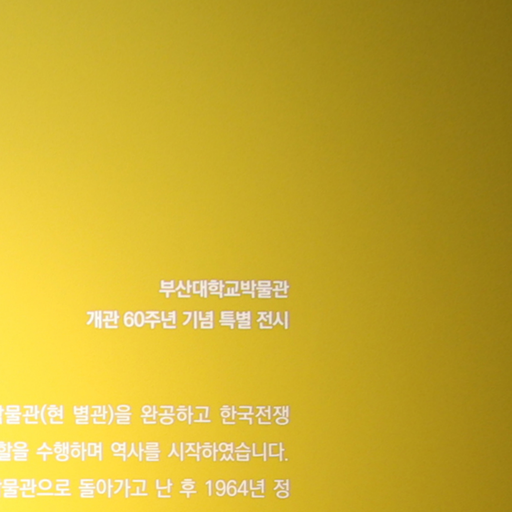 부산대학교박물관
개관 60주년 기념 특별 전시
박물관(현 별관)을 완공하고 한국전쟁
할을 수행하며 역사를 시작하였습니다.
박물관으로 돌아가고 난 후 1964년 정